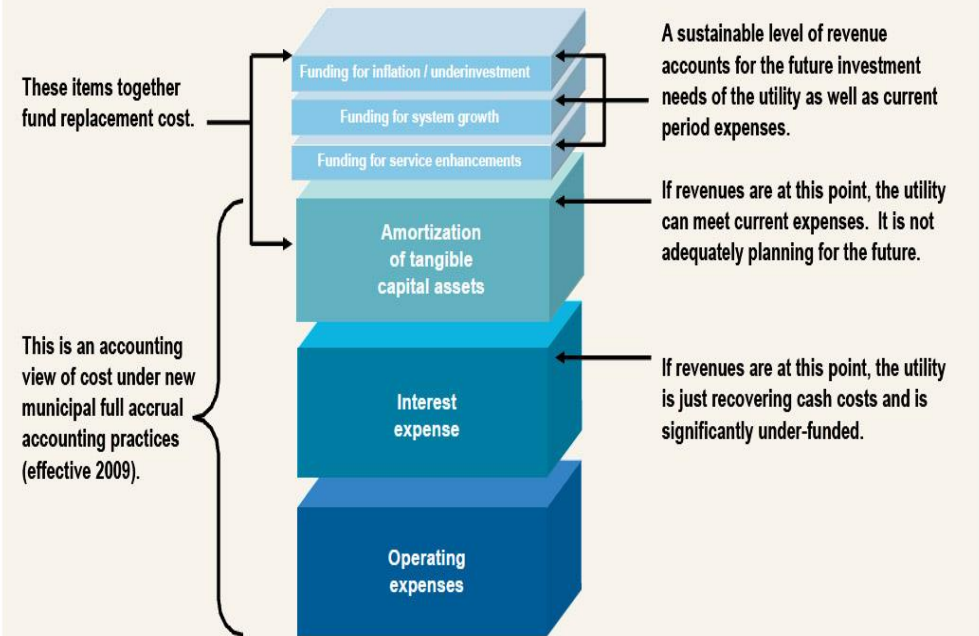 These items together
fund replacement cost.
This is an accounting
view of cost under new
municipal full accrual
accounting practices
(effective 2009).
Funding for inflation / underinvestment
Funding for system growth
Funding for service enhancements
Amortization
of tangible
capital assets
Interest
expense
Operating
expenses
A sustainable level of revenue
accounts for the future investment
needs of the utility as well as current
period expenses.
If revenues are at this point, the utility
can meet current expenses. It is not
adequately planning for the future.
If revenues are at this point, the utility
is just recovering cash costs and is
significantly under-funded.